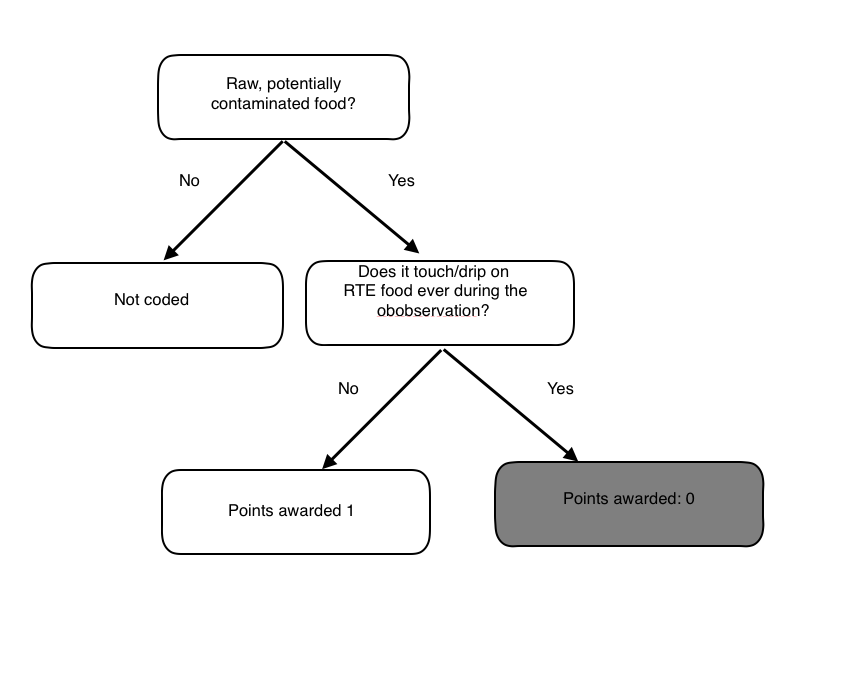 Raw, potentially
contaminated food?
No
Yes
Not coded
Does it touch/drip on
RTE food ever during the
obobservation?
No
Yes
Points awarded 1
Points awarded: 0